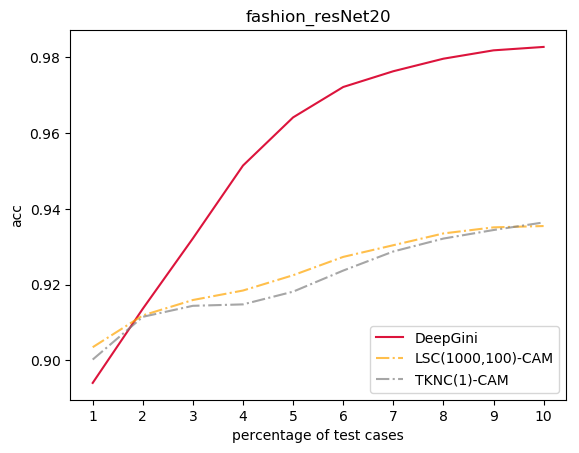 fashion_resNet20
0.98
0.96
0.94
0.92
0.90
acc
DeepGini
LSC(1000,100)-CAM
TKNC(1)-CAM
1 2 3 4 5 6 7 8 9 10
percentage of test cases